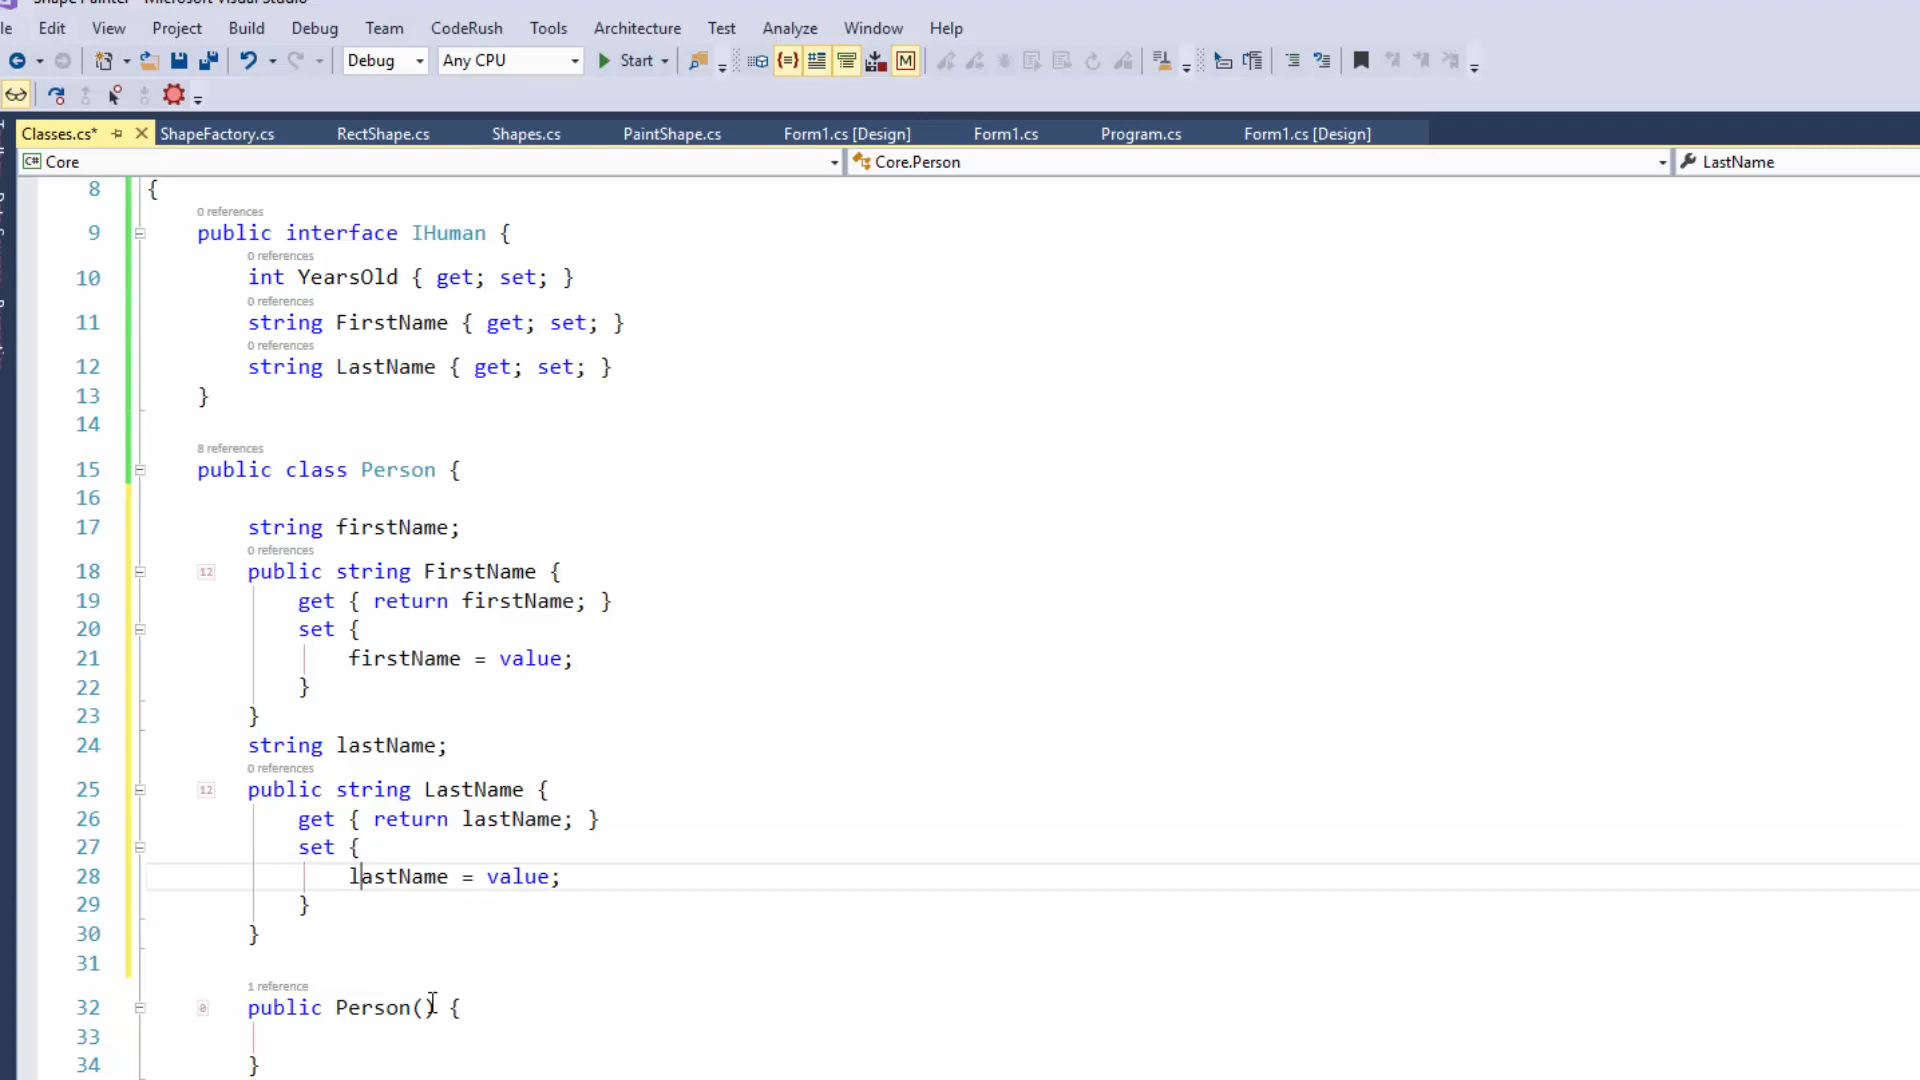 Shape Painter - Microsoft Visual Studio
le Edit View Project Build Debug Team CodeRush Tools Architecture Test Analyze Window Help
Debug Any CPU Start M
Classes.cs* ShapeFactory.cs RectShape.cs Shapes.cs PaintShape.cs Form1.cs [Design] Form1.cs Program.cs Form1.cs [Design]
C# Core Core.Person LastName
8 {
0 references
9 public interface IHuman {
0 references
10 int YearsOld { get; set; }
0 references
11 string FirstName { get; set; }
0 references
12 string LastName { get; set; }
13 }
14
8 references
15 public class Person {
16
17 string firstName;
0 references
18 12 public string FirstName {
19 get { return firstName; }
20 set {
21 firstName = value;
22 }
23 }
24 string lastName;
0 references
25 12 public string LastName {
26 get { return lastName; }
27 set {
28 lastName = value;
29 }
30 }
31
1 reference
32 0 public Person() {
33
34 }